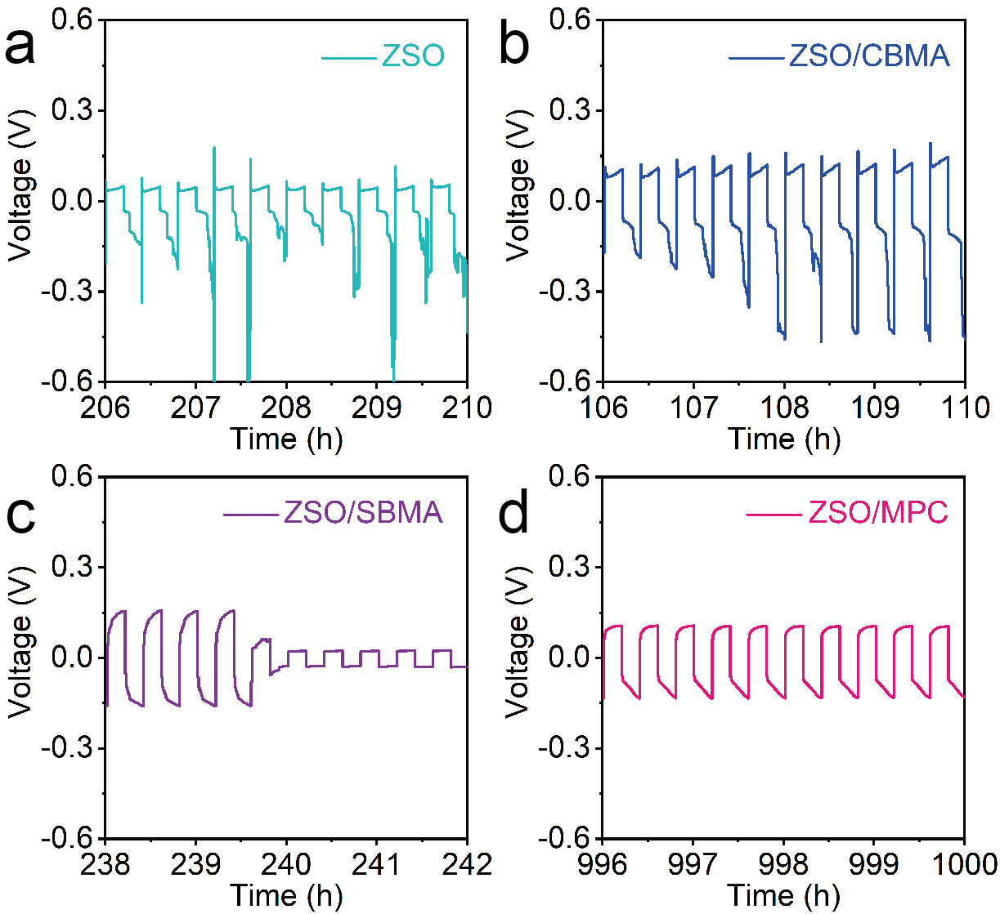 a
ZSO
0.6
0.3
0.0
-0.3
-0.6
Voltage (V)
206 207 208 209 210
Time (h)
b
ZSO/CBMA
0.6
0.3
0.0
-0.3
-0.6
Voltage (V)
106 107 108 109 110
Time (h)
c
ZSO/SBMA
0.6
0.3
0.0
-0.3
-0.6
Voltage (V)
238 239 240 241 242
Time (h)
d
ZSO/MPC
0.6
0.3
0.0
-0.3
-0.6
Voltage (V)
996 997 998 999 1000
Time (h)